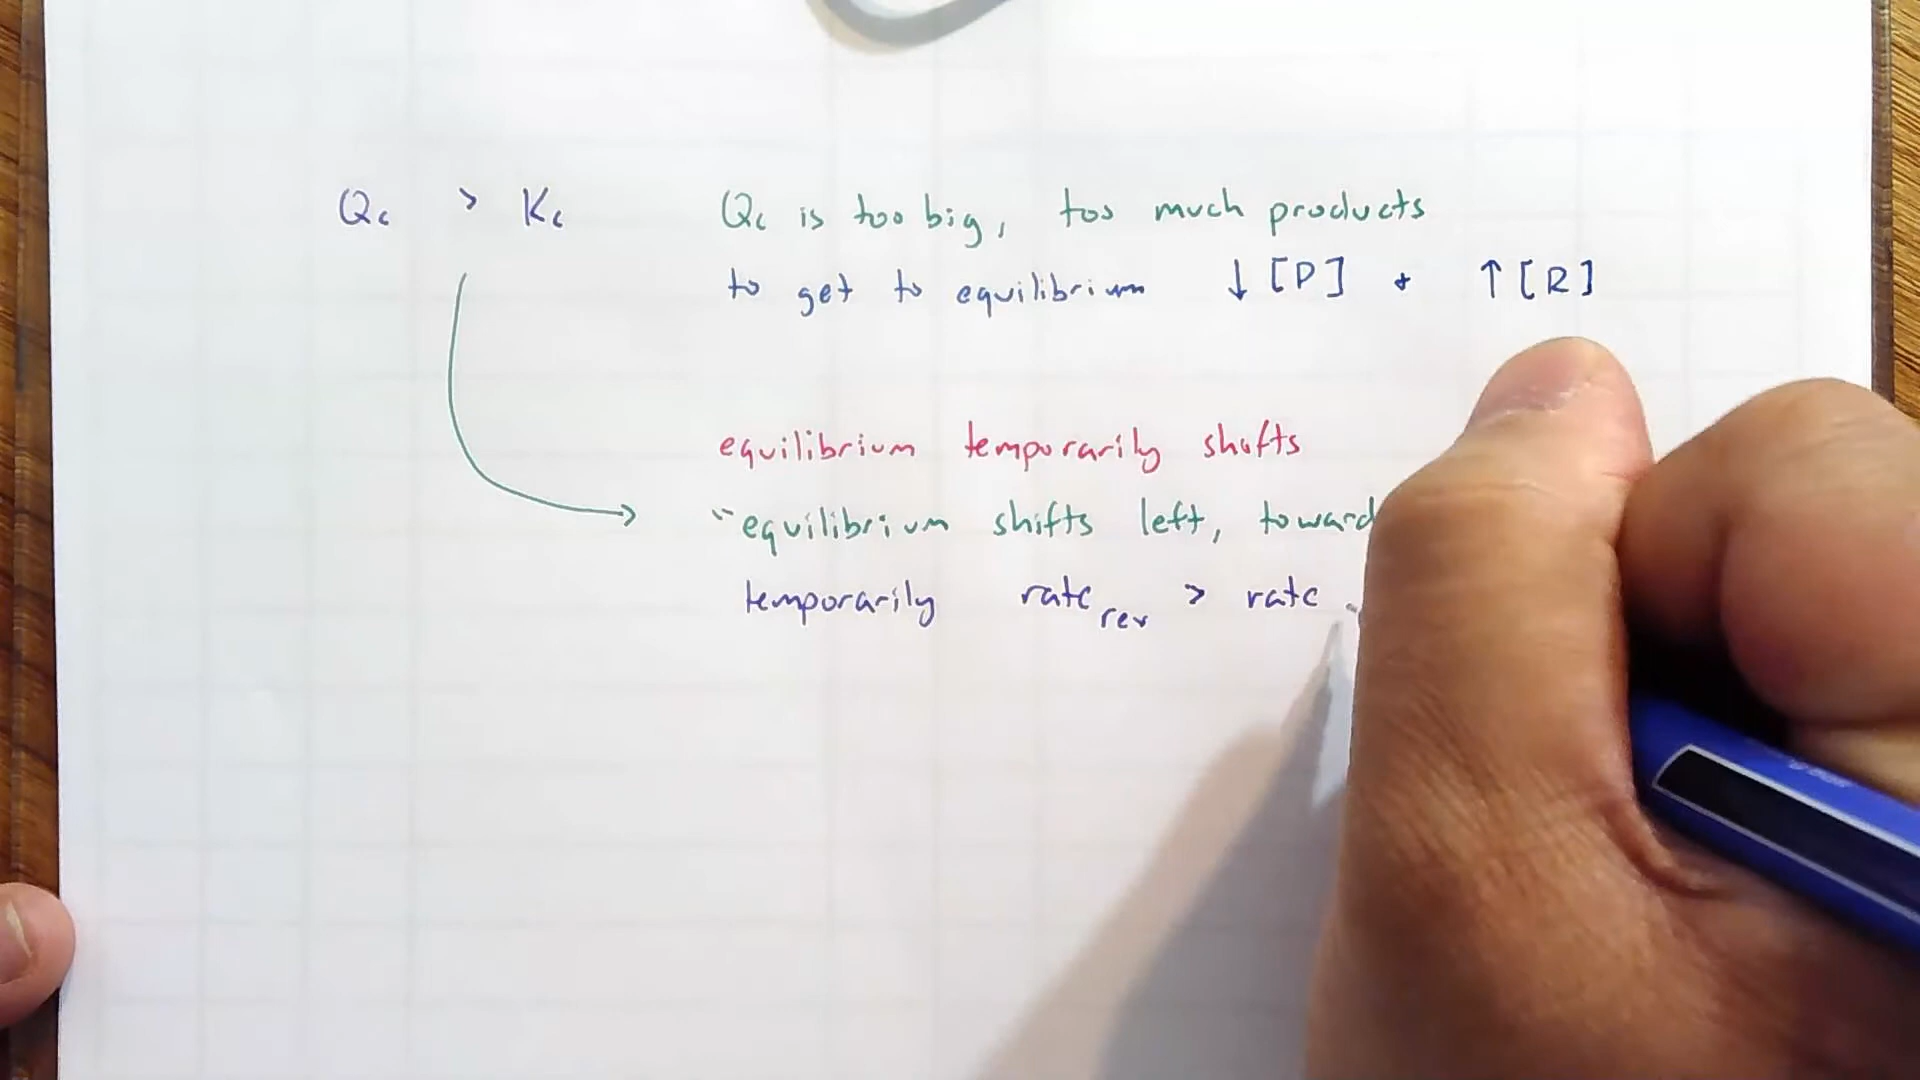 Qc > Kc Qc is too big, too much products
to get to equilibrium ↓ [P] + ↑ [R]
equilibrium temporarily shofts
"equilibrium shifts left, toward
temporarily rate rev > rate